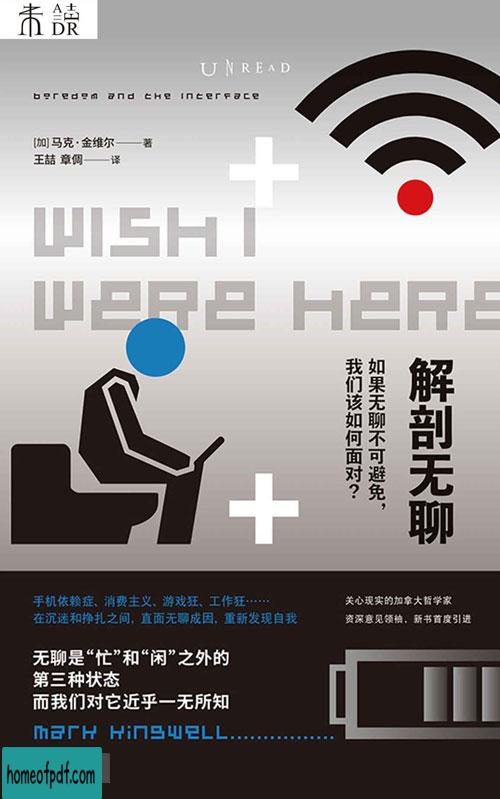 未读
UNREAD
boredom and the interface
[加]马克·金维尔——著
王喆 章倜——译
WISH I
WERE HERE
解剖无聊
如果无聊不可避免，
我们该如何面对？
手机依赖症、消费主义、游戏狂、工作狂……
在沉迷和挣扎之间，直面无聊成因，重新发现自我
关心现实的加拿大哲学家
资深意见领袖，新书首度引进
无聊是“忙”和“闲”之外的
第三种状态
而我们对它近乎一无所知
mark kingwell................
homeofpdf.com